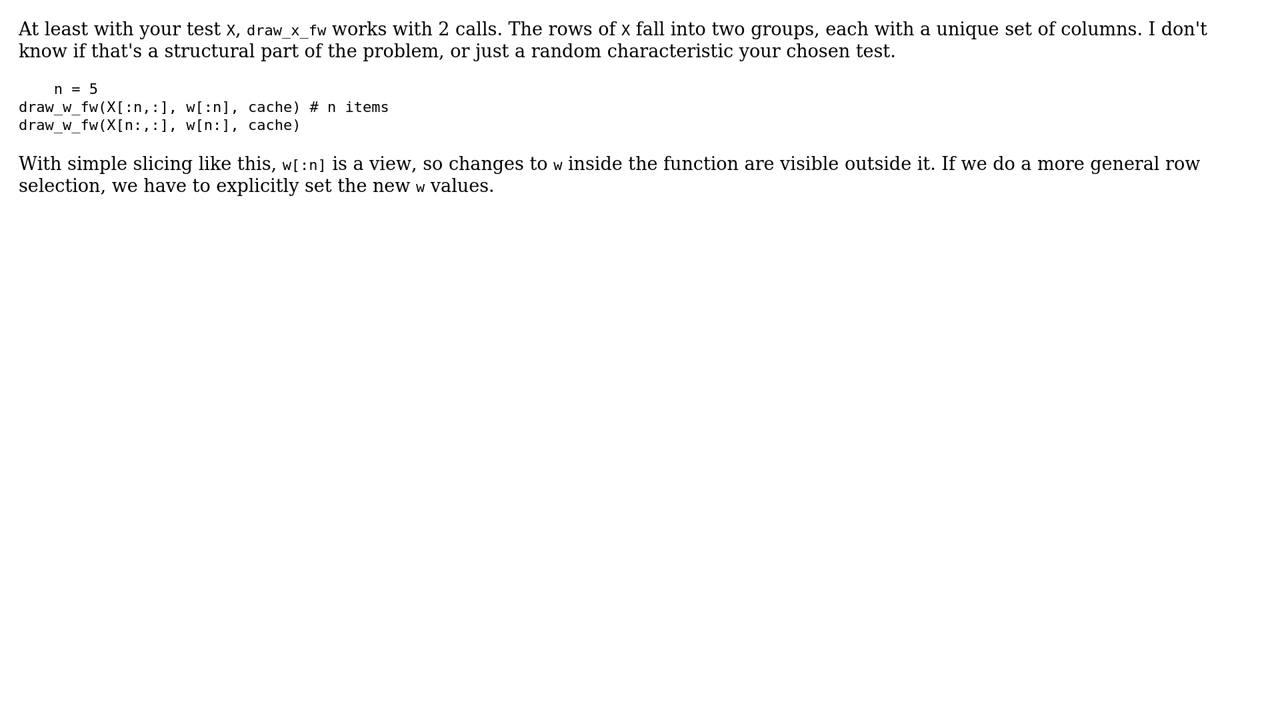 At least with your test X, draw_x_fw works with 2 calls. The rows of X fall into two groups, each with a unique set of columns. I don't
know if that's a structural part of the problem, or just a random characteristic your chosen test.
    n = 5
draw_w_fw(X[:n,:], w[:n], cache) # n items
draw_w_fw(X[n:,:], w[n:], cache)
With simple slicing like this, w[:n] is a view, so changes to w inside the function are visible outside it. If we do a more general row
selection, we have to explicitly set the new w values.